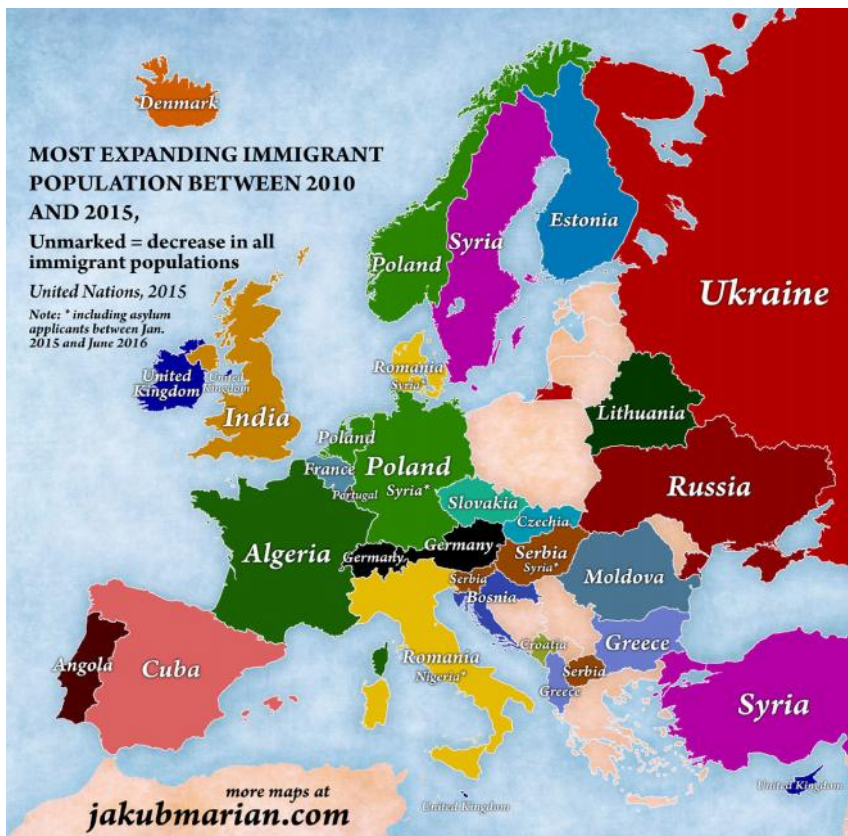 Denmark
MOST EXPANDING IMMIGRANT
POPULATION BETWEEN 2010
AND 2015,
Unmarked = decrease in all
immigrant populations
United Nations, 2015
Note: * including asylum
applicants between Jan.
2015 and June 2016
Poland
Syria
Estonia
Ukraine
United
Kingdom
United
Kingdom
India
Romania
Syria*
Lithuania
Poland
France
Portugal
Poland
Syria*
Slovakia
Czechia
Russia
Algeria
Germany
Germany
Serbia
Syria*
Serbia
Bosnia
Moldova
Angola
Cuba
Romania
Nigeria*
Croatia
Serbia
Greece
Greece
Syria
United Kingdom
United Kingdom
more maps at
jakubmarian.com